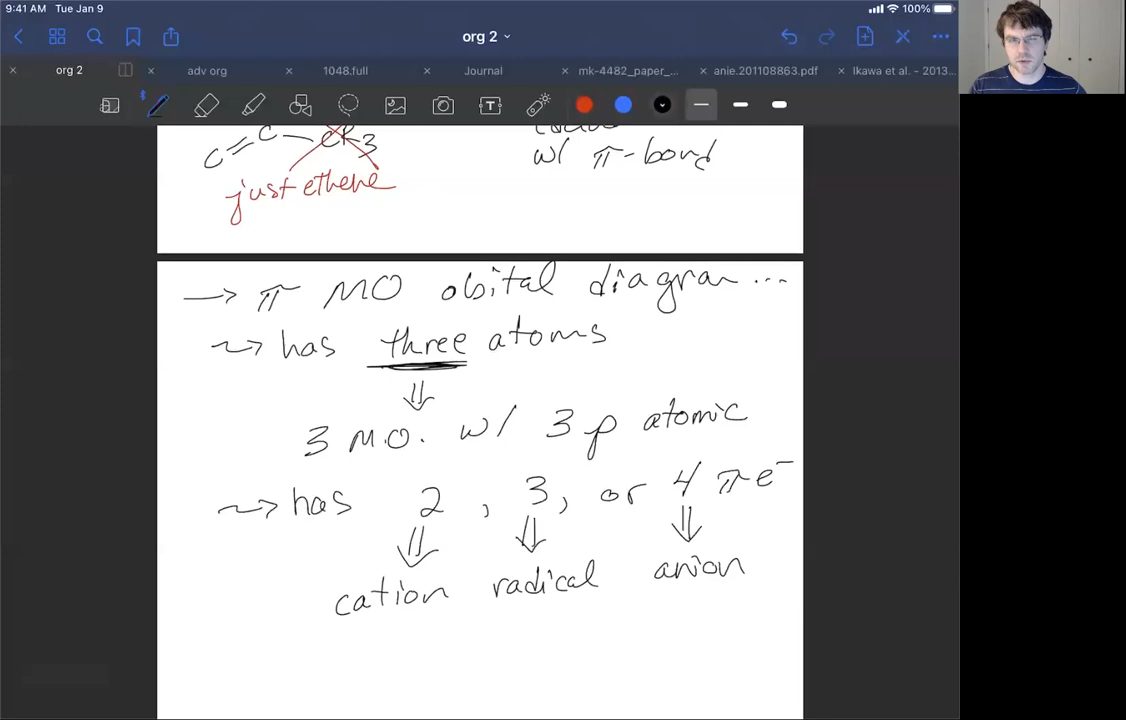 9:41 AM Tue Jan 9
100%
org 2
org 2
adv org
1048.full
Journal
mk-4482_paper_...
anie.201108863.pdf
Ikawa et al. - 2013...
C=C-CR3
w/ π-bond
just ethene
→ π MO obital diagram ...
~> has three atoms
⇓
3 M.O. w/ 3 p atomic
~> has 2, 3, or 4 π e⁻
⇓ ⇓ ⇓
cation radical anion